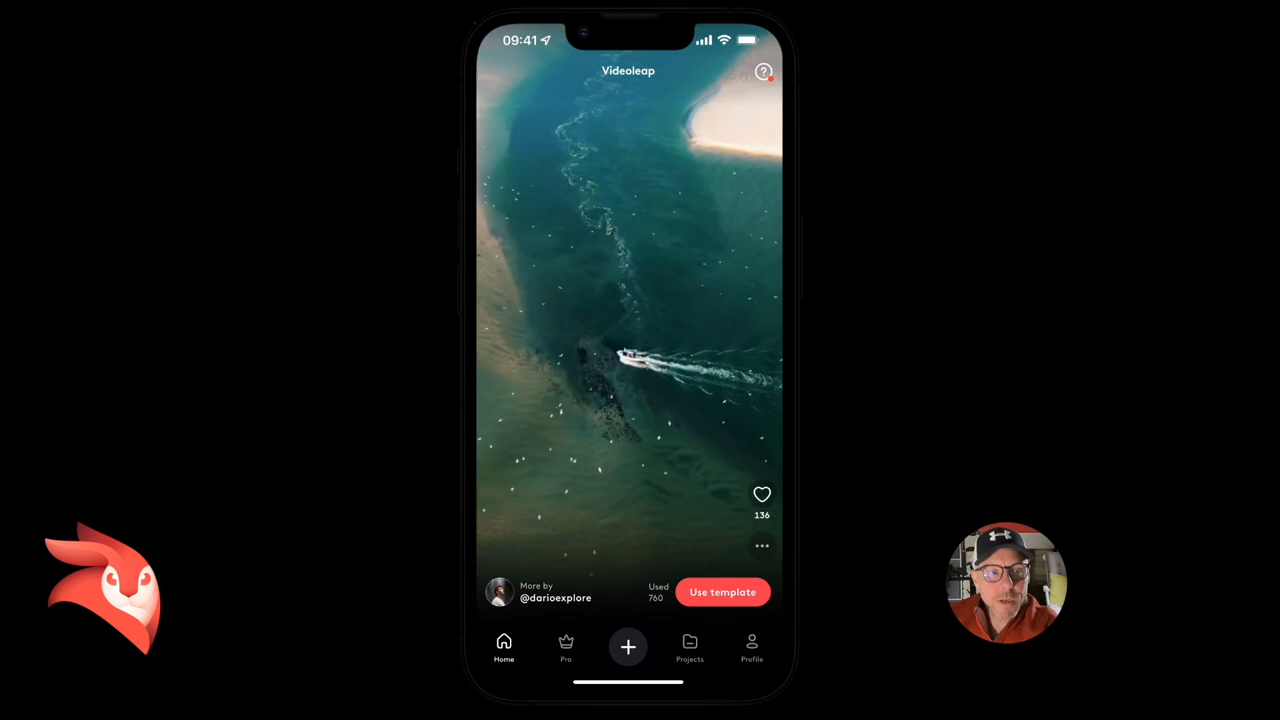 09:41
Videoleap
?
136
More by
@darioexplore
Used
760
Use template
Home
Pro
Projects
Profile